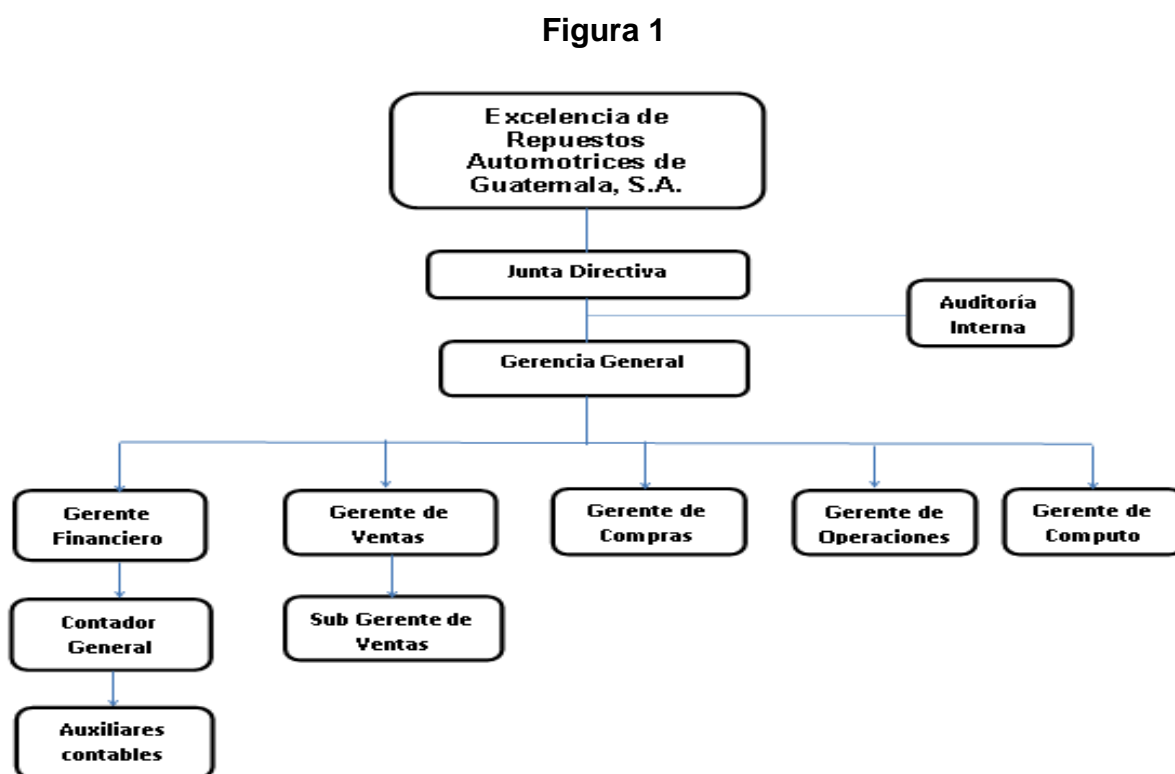 Figura 1
Excelencia de
Repuestos
Automotrices de
Guatemala, S.A.
Junta Directiva
Auditoría
Interna
Gerencia General
Gerente
Financiero
Gerente de
Ventas
Gerente de
Compras
Gerente de
Operaciones
Gerente de
Computo
Contador
General
Sub Gerente de
Ventas
Auxiliares
contables